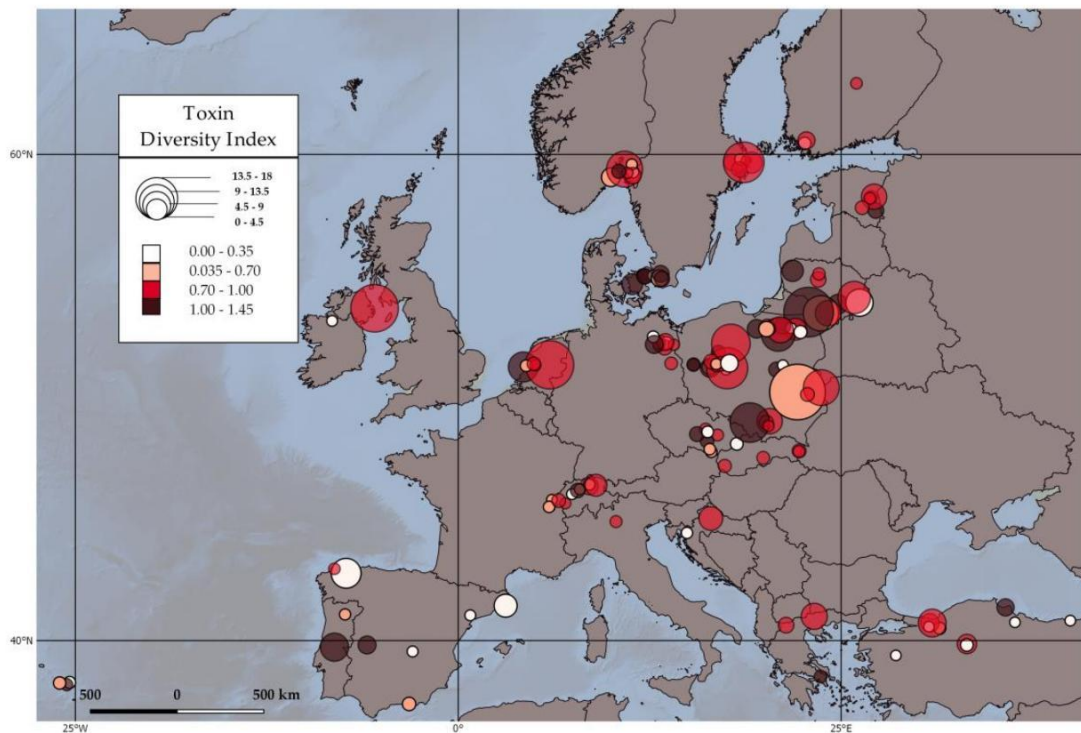 Toxin
Diversity Index
13.5 - 18
9 - 13.5
4.5 - 9
0 - 4.5
0.00 - 0.35
0.035 - 0.70
0.70 - 1.00
1.00 - 1.45
60°N
40°N
500 0 500 km
25°W 0° 25°E